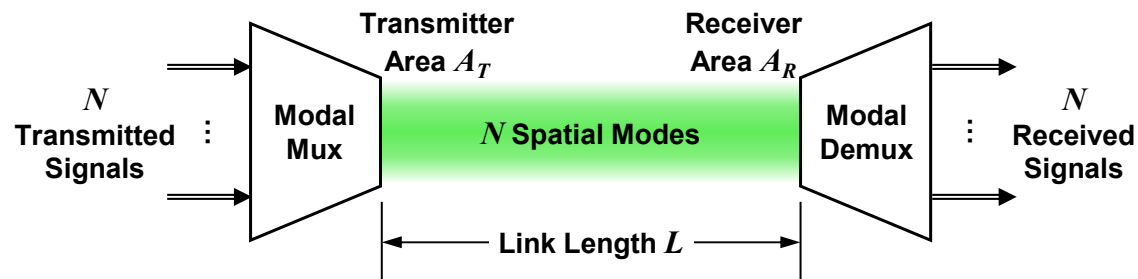 Transmitter
Area A_T
Receiver
Area A_R
N
Transmitted
Signals
⋮
Modal
Mux
N Spatial Modes
Modal
Demux
⋮
N
Received
Signals
Link Length L